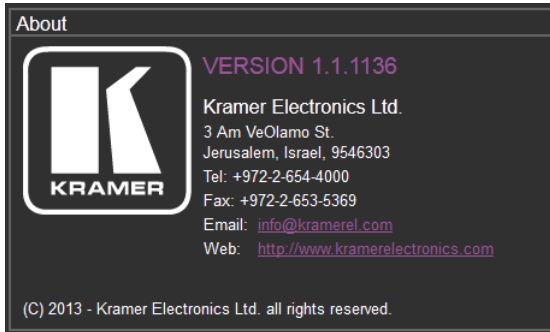 About
KRAMER
VERSION 1.1.1136
Kramer Electronics Ltd.
3 Am VeOlamo St.
Jerusalem, Israel, 9546303
Tel: +972-2-654-4000
Fax: +972-2-653-5369
Email: info@kramerel.com
Web: http://www.kramerelectronics.com
(C) 2013 - Kramer Electronics Ltd. all rights reserved.